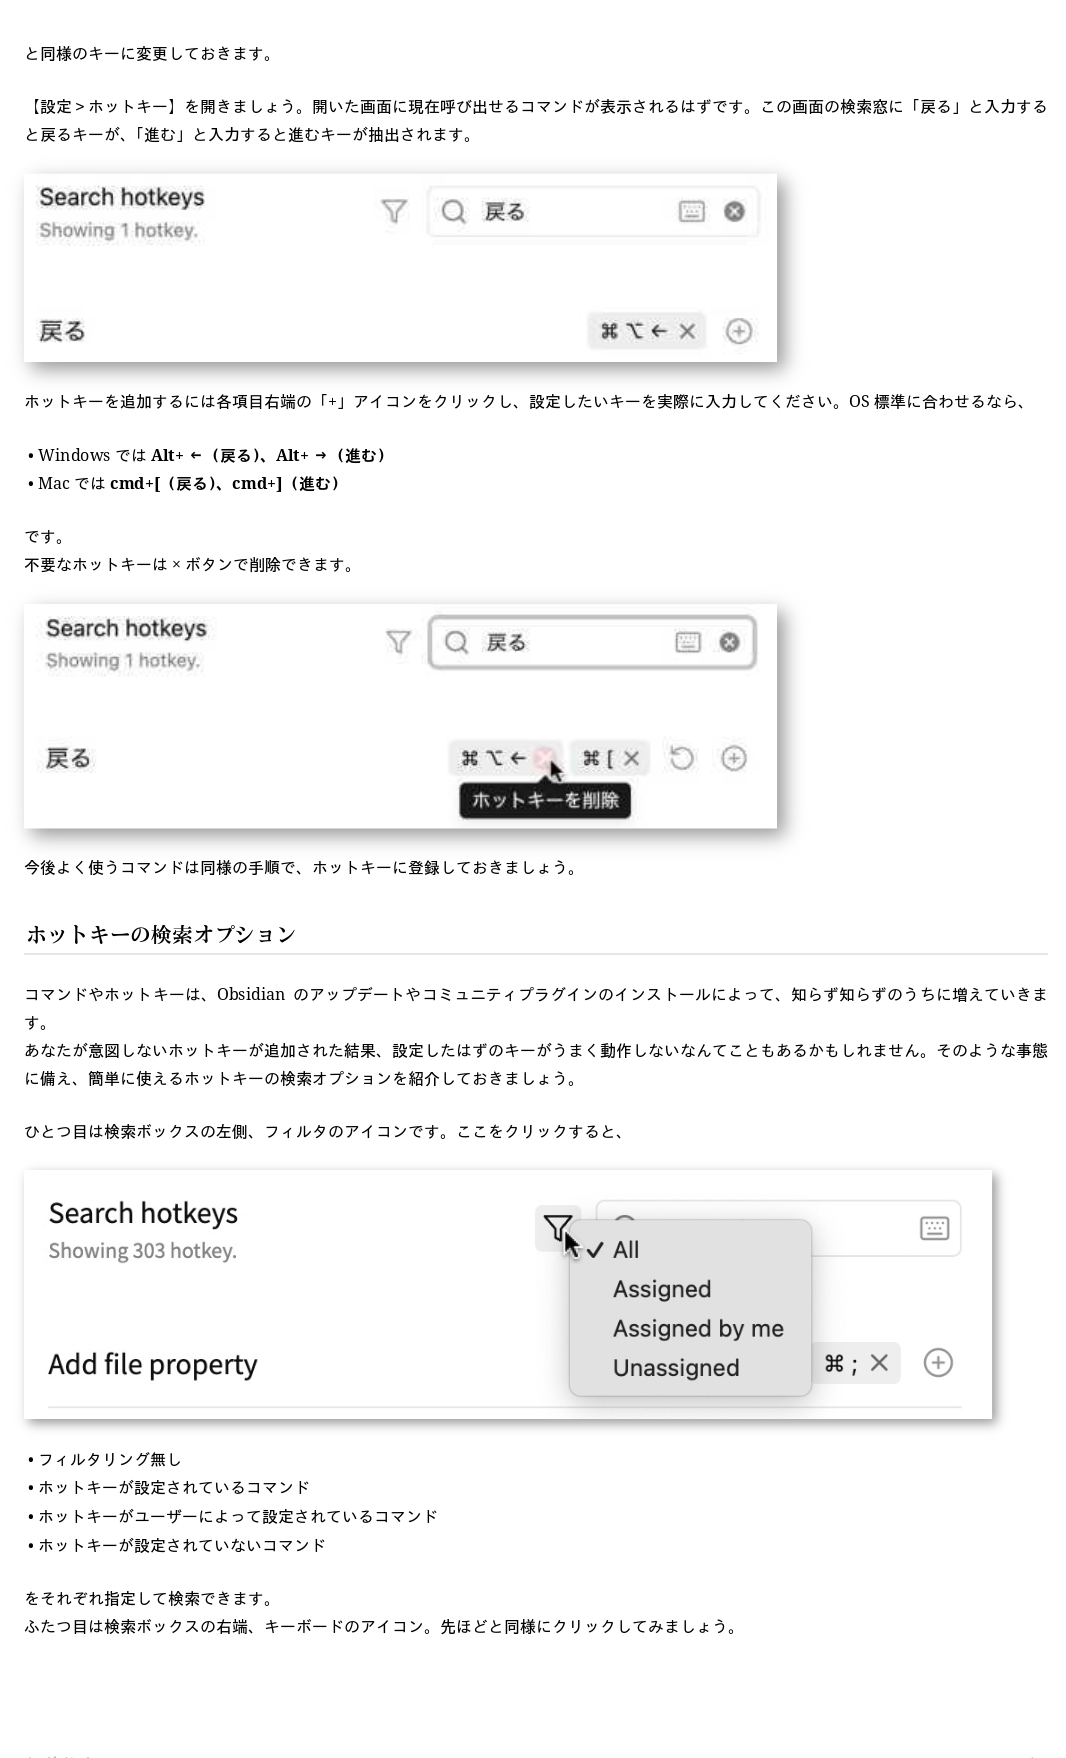 と同様のキーに変更しておきます。
【設定 > ホットキー】を開きましょう。開いた画面に現在呼び出せるコマンドが表示されるはずです。この画面の検索窓に「戻る」と入力する
と戻るキーが、「進む」と入力すると進むキーが抽出されます。
Search hotkeys
Showing 1 hotkey.
戻る
戻る
⌘ ⌥ ←
ホットキーを追加するには各項目右端の「+」アイコンをクリックし、設定したいキーを実際に入力してください。OS 標準に合わせるなら、
• Windows では Alt+ ←（戻る）、Alt+ →（進む）
• Mac では cmd+[（戻る）、cmd+]（進む）
です。
不要なホットキーは × ボタンで削除できます。
Search hotkeys
Showing 1 hotkey.
戻る
戻る
⌘ ⌥ ← ⌘ [
ホットキーを削除
今後よく使うコマンドは同様の手順で、ホットキーに登録しておきましょう。
ホットキーの検索オプション
コマンドやホットキーは、Obsidian のアップデートやコミュニティプラグインのインストールによって、知らず知らずのうちに増えていきま
す。
あなたが意図しないホットキーが追加された結果、設定したはずのキーがうまく動作しないなんてこともあるかもしれません。そのような事態
に備え、簡単に使えるホットキーの検索オプションを紹介しておきましょう。
ひとつ目は検索ボックスの左側、フィルタのアイコンです。ここをクリックすると、
Search hotkeys
Showing 303 hotkey.
✓ All
Assigned
Assigned by me
Unassigned
Add file property
⌘ ;
• フィルタリング無し
• ホットキーが設定されているコマンド
• ホットキーがユーザーによって設定されているコマンド
• ホットキーが設定されていないコマンド
をそれぞれ指定して検索できます。
ふたつ目は検索ボックスの右端、キーボードのアイコン。先ほどと同様にクリックしてみましょう。